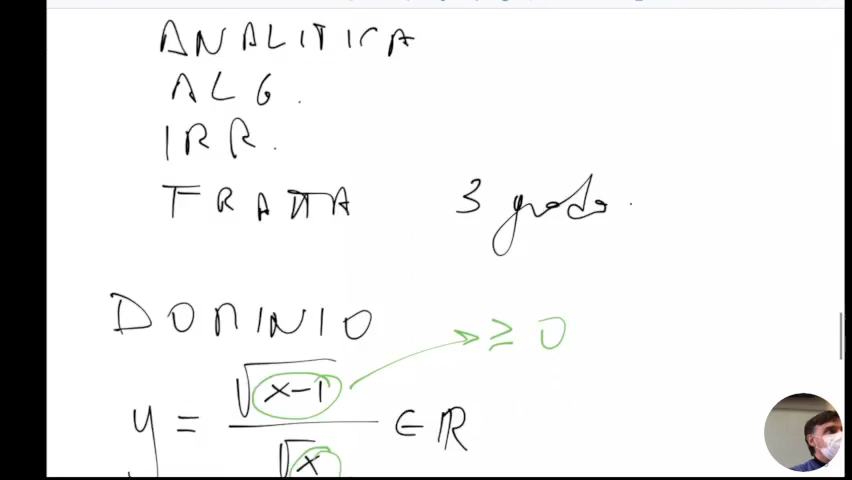 ANALITICA
ALG.
IRR.
FRATTA 3 grado.
DOMINIO
≥ 0
y = √(x-1) / √x ∈ ℝ